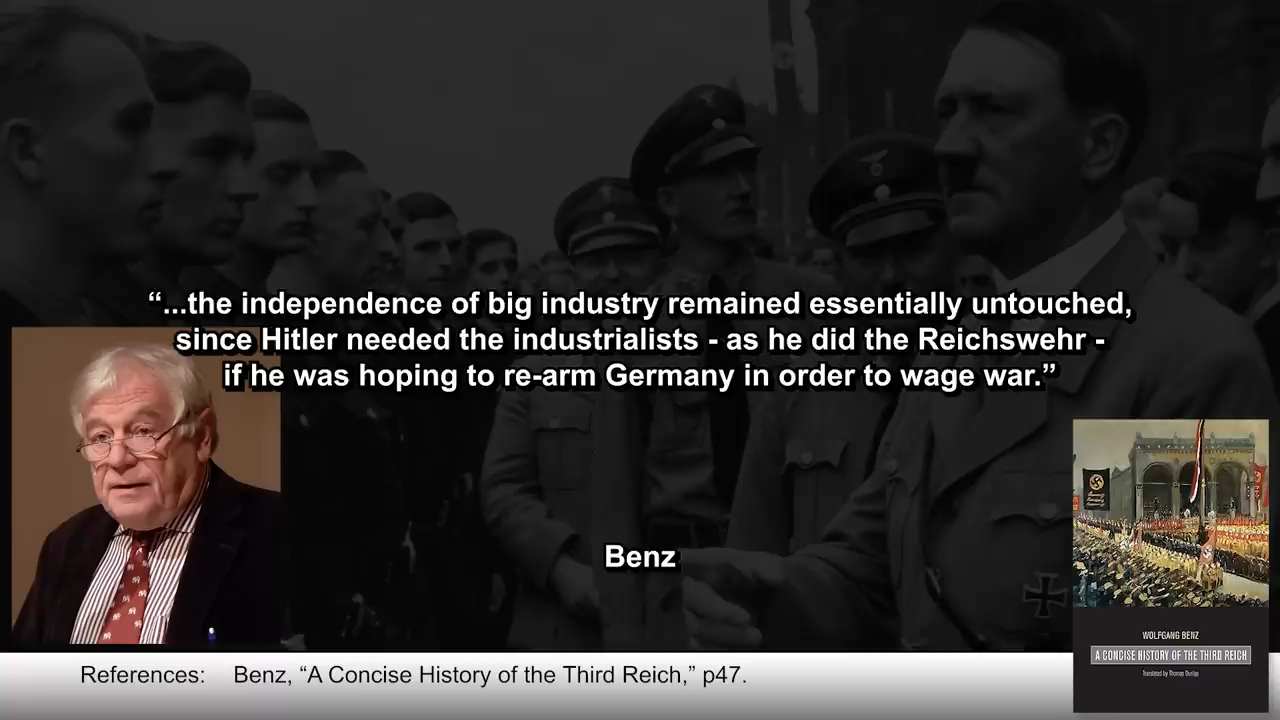 “...the independence of big industry remained essentially untouched,
since Hitler needed the industrialists - as he did the Reichswehr -
if he was hoping to re-arm Germany in order to wage war.”
Benz
WOLFGANG BENZ
A CONCISE HISTORY OF THE THIRD REICH
Translated by Thomas Dunlap
References: Benz, “A Concise History of the Third Reich,” p47.